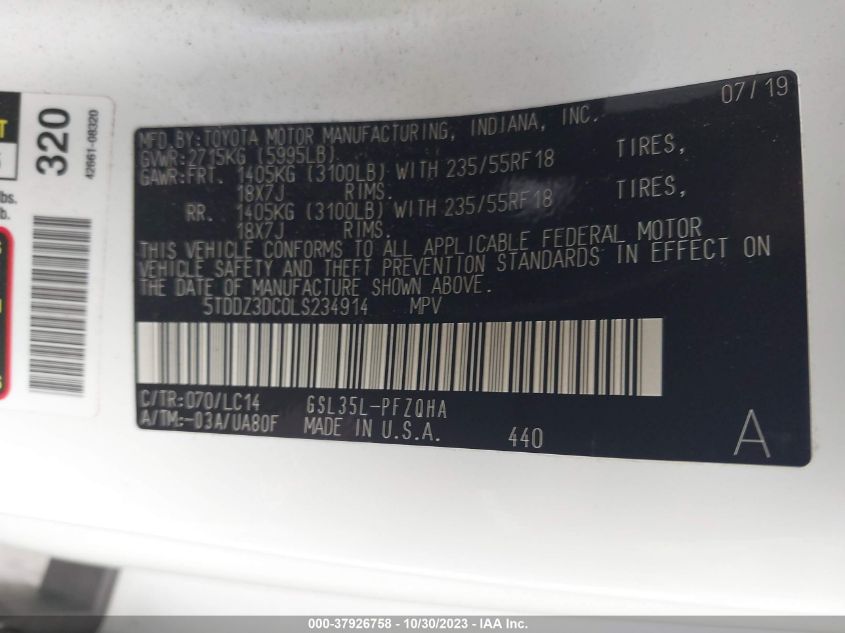 07/19
MFD.BY:TOYOTA MOTOR MANUFACTURING, INDIANA, INC.
GVWR:2715KG (5995LB)
GAWR:FRT. 1405KG (3100LB) WITH 235/55RF18 TIRES,
18X7J RIMS.
RR. 1405KG (3100LB) WITH 235/55RF18 TIRES,
18X7J RIMS.
THIS VEHICLE CONFORMS TO ALL APPLICABLE FEDERAL MOTOR
VEHICLE SAFETY AND THEFT PREVENTION STANDARDS IN EFFECT ON
THE DATE OF MANUFACTURE SHOWN ABOVE.
5TDDZ3DC0LS234914 MPV
C/TR:070/LC14 GSL35L-PFZQHA
A/TM:-03A/UA80F MADE IN U.S.A. 440 A
320
42661-08320
lbs.
lb.
000-37926758 - 10/30/2023 - IAA Inc.